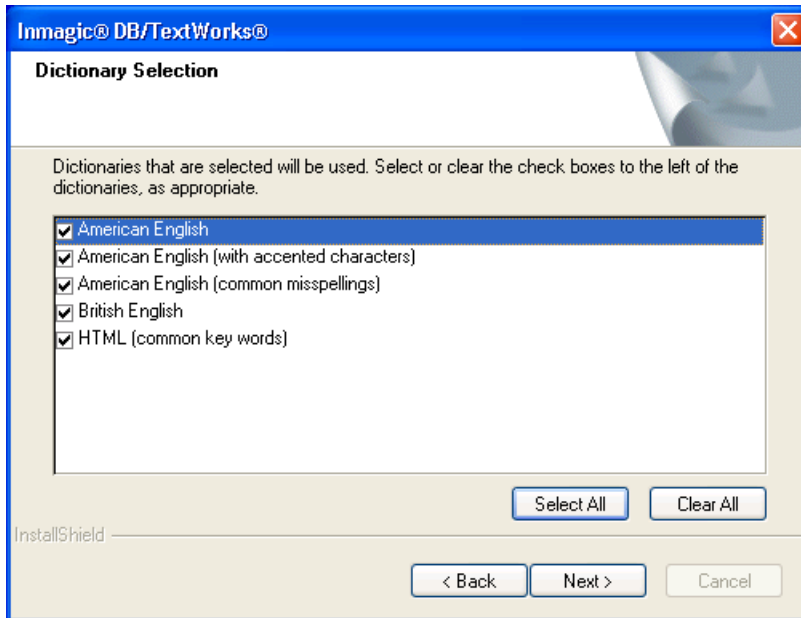 Inmagic® DB/TextWorks®
Dictionary Selection
Dictionaries that are selected will be used. Select or clear the check boxes to the left of the
dictionaries, as appropriate.
American English
American English (with accented characters)
American English (common misspellings)
British English
HTML (common key words)
Select All
Clear All
InstallShield
< Back
Next >
Cancel